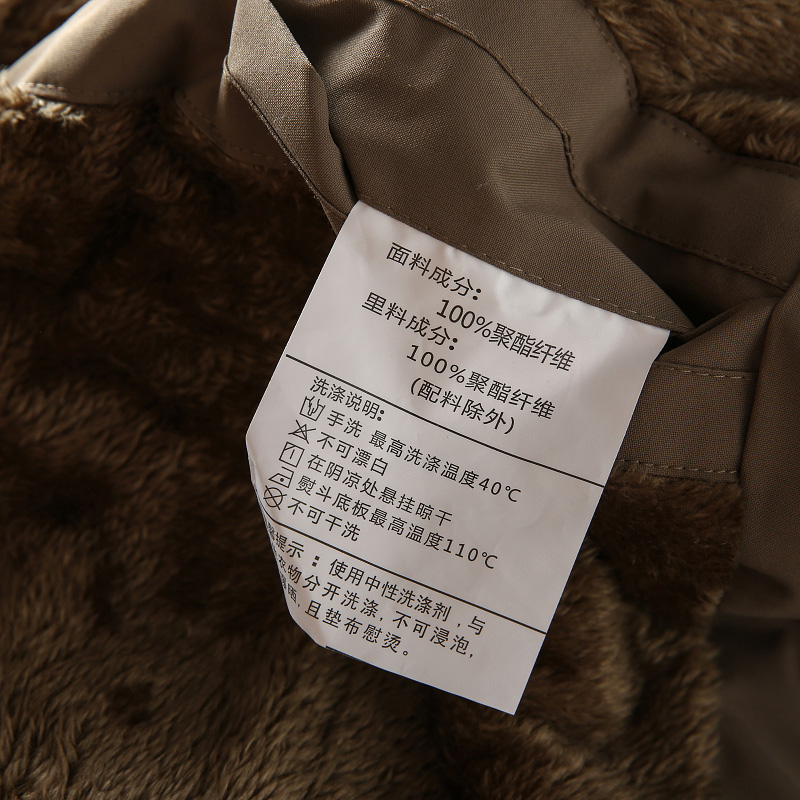 面料成分:
100%聚酯纤维
里料成分:
100%聚酯纤维
(配料除外)
洗涤说明:
手洗 最高洗涤温度40℃
不可漂白
在阴凉处悬挂晾干
熨斗底板最高温度110℃
不可干洗
提示：使用中性洗涤剂,与
衣物分开洗涤,不可浸泡,
且垫布熨烫。